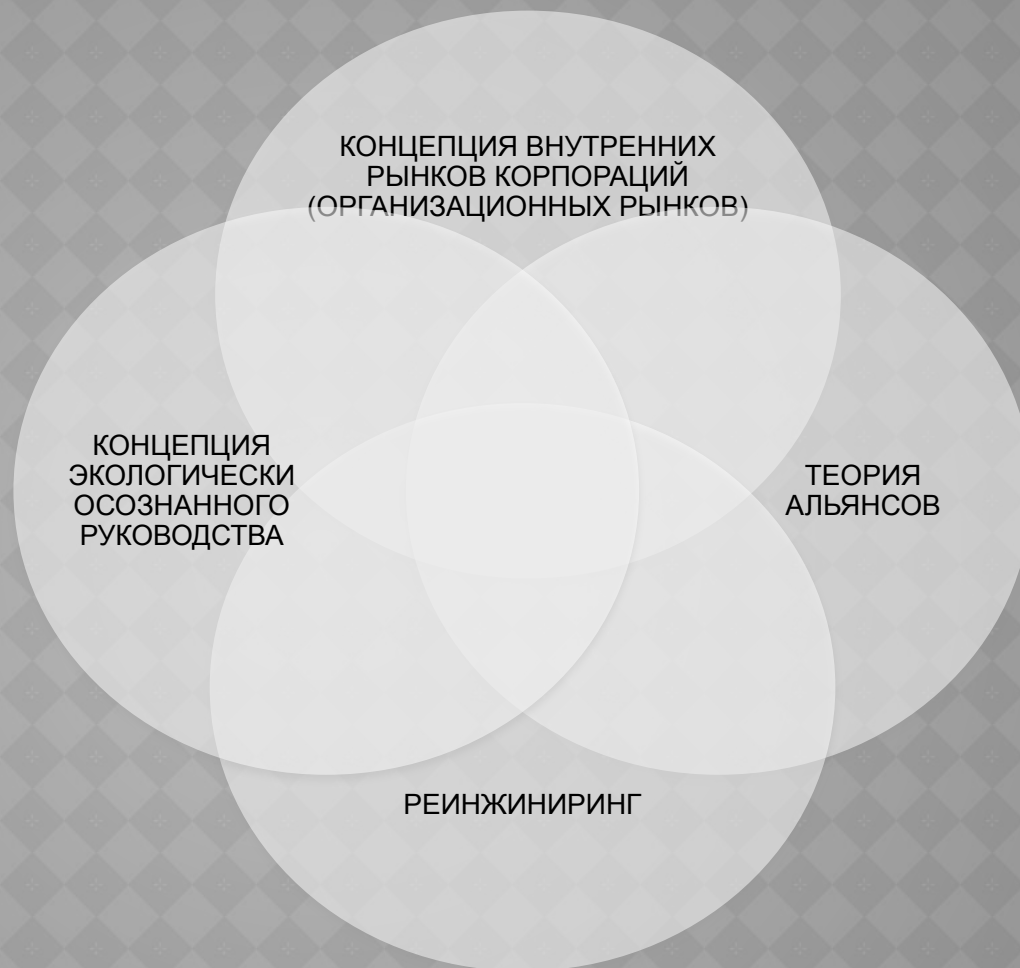 КОНЦЕПЦИЯ ВНУТРЕННИХ
РЫНКОВ КОРПОРАЦИЙ
(ОРГАНИЗАЦИОННЫХ РЫНКОВ)
КОНЦЕПЦИЯ
ЭКОЛОГИЧЕСКИ
ОСОЗНАННОГО
РУКОВОДСТВА
ТЕОРИЯ
АЛЬЯНСОВ
РЕИНЖИНИРИНГ